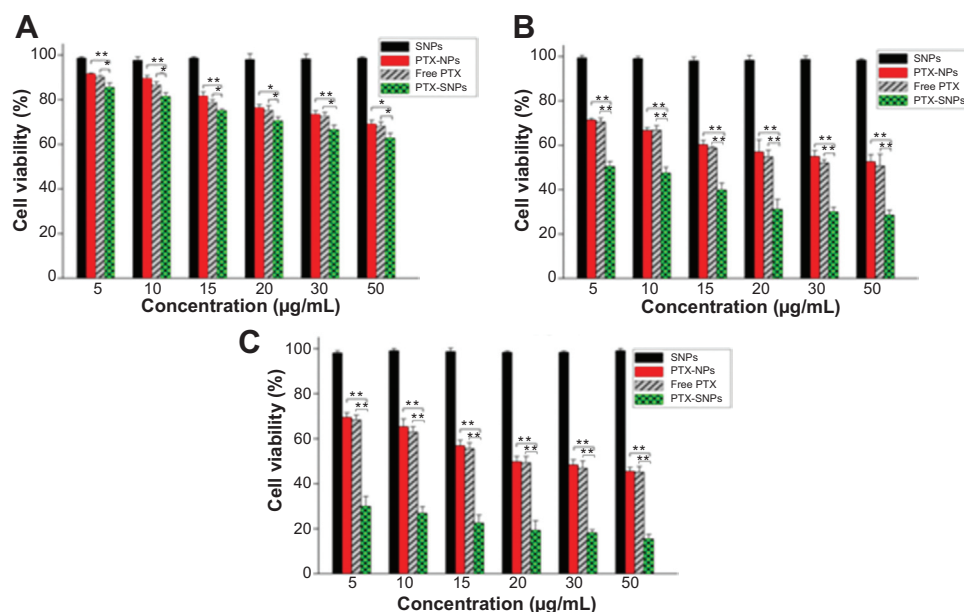 A
Cell viability (%)
100
80
60
40
20
0
SNPs
PTX-NPs
Free PTX
PTX-SNPs
** * ** * ** * * * ** * * *
5 10 15 20 30 50
Concentration (µg/mL)
B
Cell viability (%)
100
80
60
40
20
0
SNPs
PTX-NPs
Free PTX
PTX-SNPs
** ** ** ** ** ** ** ** ** ** ** **
5 10 15 20 30 50
Concentration (µg/mL)
C
Cell viability (%)
100
80
60
40
20
0
SNPs
PTX-NPs
Free PTX
PTX-SNPs
** ** ** ** ** ** ** ** ** ** ** **
5 10 15 20 30 50
Concentration (µg/mL)